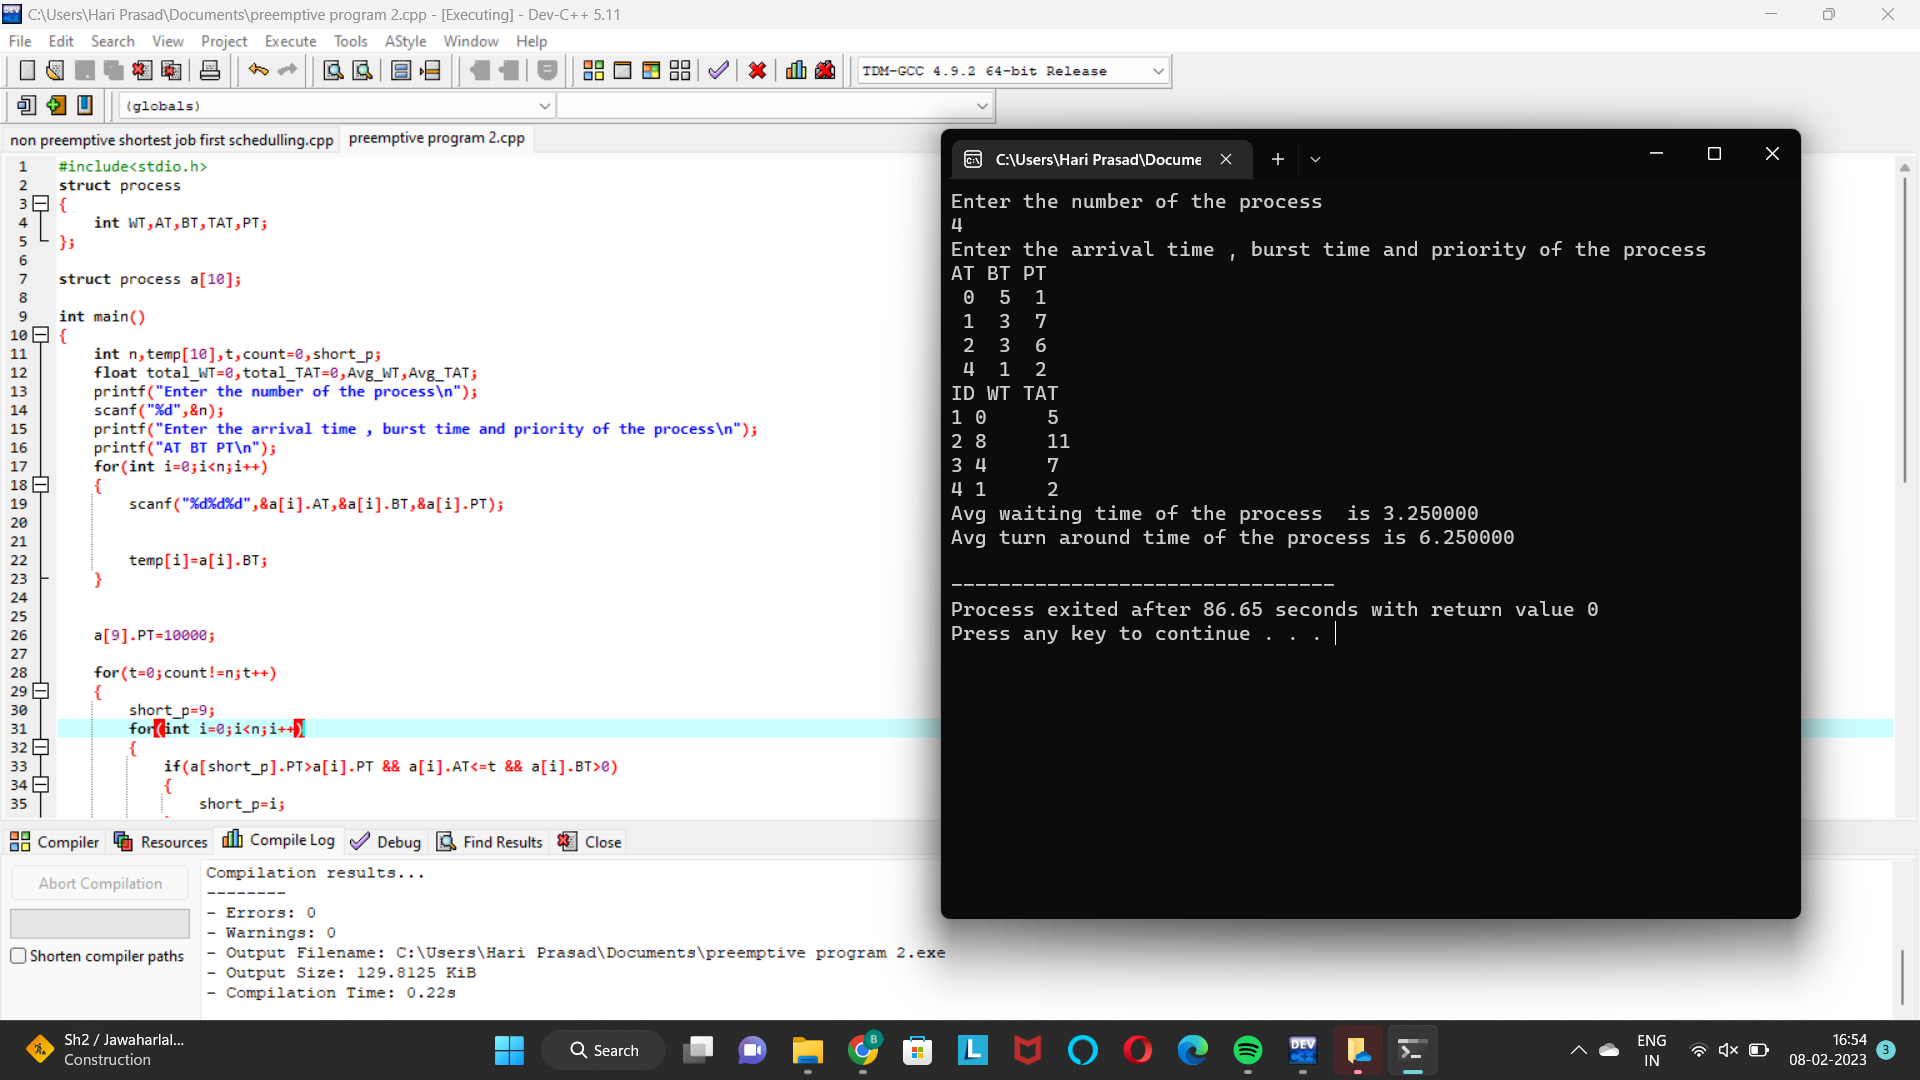 C:\Users\Hari Prasad\Documents\preemptive program 2.cpp - [Executing] - Dev-C++ 5.11
File Edit Search View Project Execute Tools AStyle Window Help
TDM-GCC 4.9.2 64-bit Release
(globals)
non preemptive shortest job first schedulling.cpp preemptive program 2.cpp
1 #include<stdio.h>
2 struct process
3 {
4 int WT,AT,BT,TAT,PT;
5 };
6
7 struct process a[10];
8
9 int main()
10 {
11 int n,temp[10],t,count=0,short_p;
12 float total_WT=0,total_TAT=0,Avg_WT,Avg_TAT;
13 printf("Enter the number of the process\n");
14 scanf("%d",&n);
15 printf("Enter the arrival time , burst time and priority of the process\n");
16 printf("AT BT PT\n");
17 for(int i=0;i<n;i++)
18 {
19 scanf("%d%d%d",&a[i].AT,&a[i].BT,&a[i].PT);
20
21
22 temp[i]=a[i].BT;
23 }
24
25
26 a[9].PT=10000;
27
28 for(t=0;count!=n;t++)
29 {
30 short_p=9;
31 for(int i=0;i<n;i++)
32 {
33 if(a[short_p].PT>a[i].PT && a[i].AT<=t && a[i].BT>0)
34 {
35 short_p=i;
C:\Users\Hari Prasad\Docume
Enter the number of the process
4
Enter the arrival time , burst time and priority of the process
AT BT PT
0 5 1
1 3 7
2 3 6
4 1 2
ID WT TAT
1 0 5
2 8 11
3 4 7
4 1 2
Avg waiting time of the process  is 3.250000
Avg turn around time of the process is 6.250000
--------------------------------
Process exited after 86.65 seconds with return value 0
Press any key to continue . . .
Compiler Resources Compile Log Debug Find Results Close
Abort Compilation
Shorten compiler paths
Compilation results...
--------
- Errors: 0
- Warnings: 0
- Output Filename: C:\Users\Hari Prasad\Documents\preemptive program 2.exe
- Output Size: 129.8125 KiB
- Compilation Time: 0.22s
Sh2 / Jawaharlal...
Construction
Search
B
L
DEV
C++
ENG
IN
16:54
08-02-2023
3